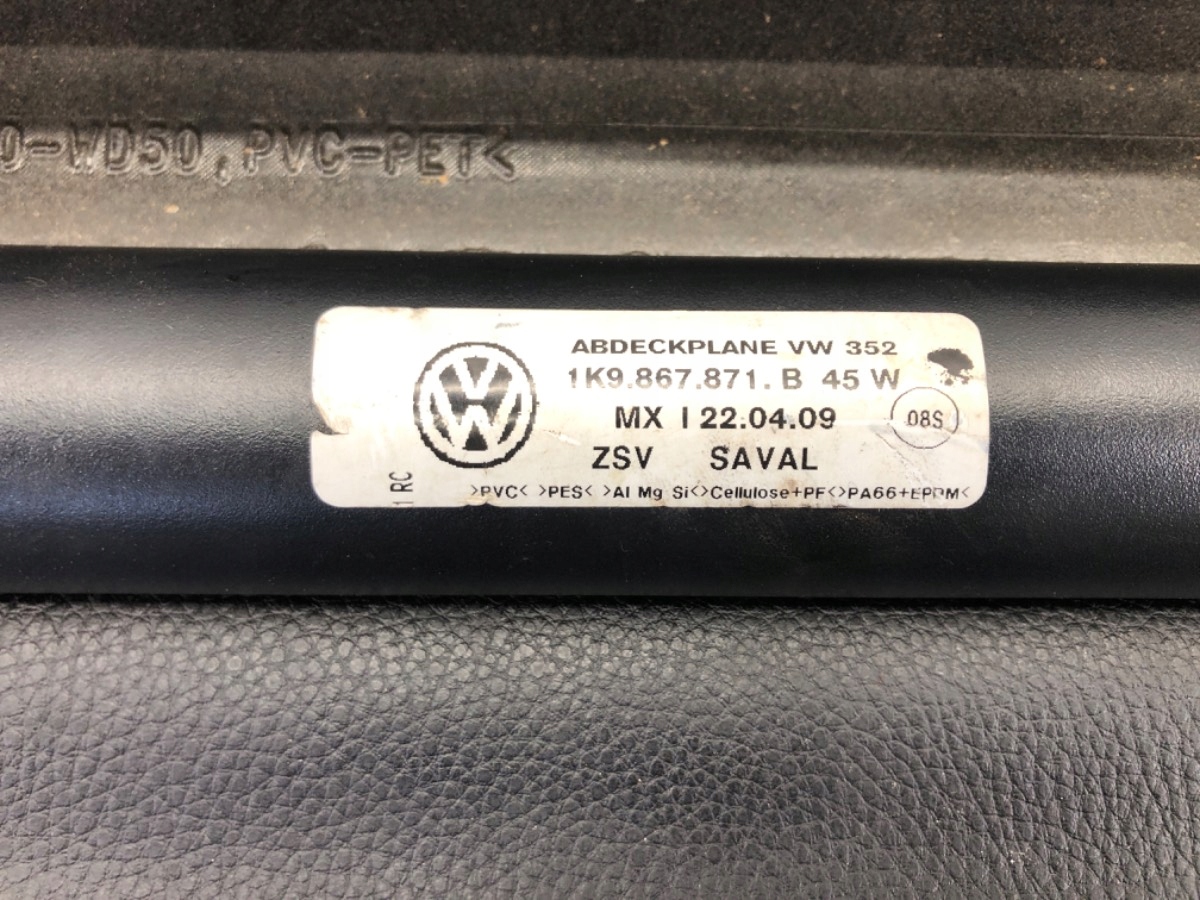 0-WD50,PVC-PET<
ABDECKPLANE VW 352
1K9.867.871. B 45 W
MX I 22.04.09
08S
ZSV SAVAL
1 RC
>PVC< >PES< >Al Mg Si<>Cellulose+PF<>PA66+EPDM<